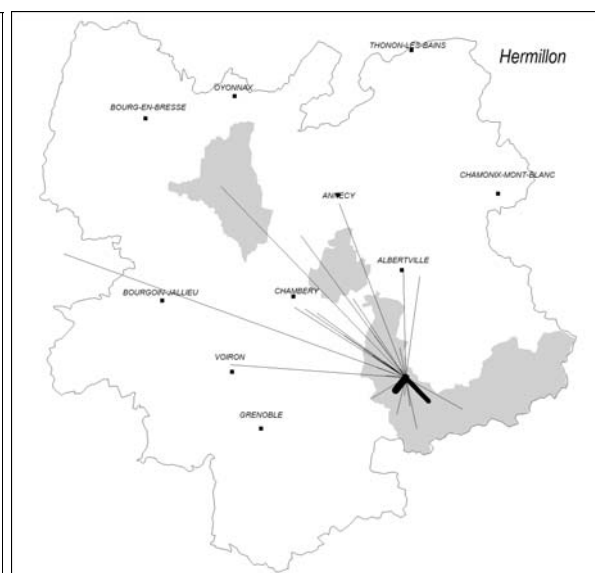 THONON-LES-BAINS
Hermillon
OYONNAX
BOURG-EN-BRESSE
CHAMONIX-MONT-BLANC
ANNECY
ALBERTVILLE
CHAMBERY
BOURGOIN-JALLIEU
VOIRON
GRENOBLE